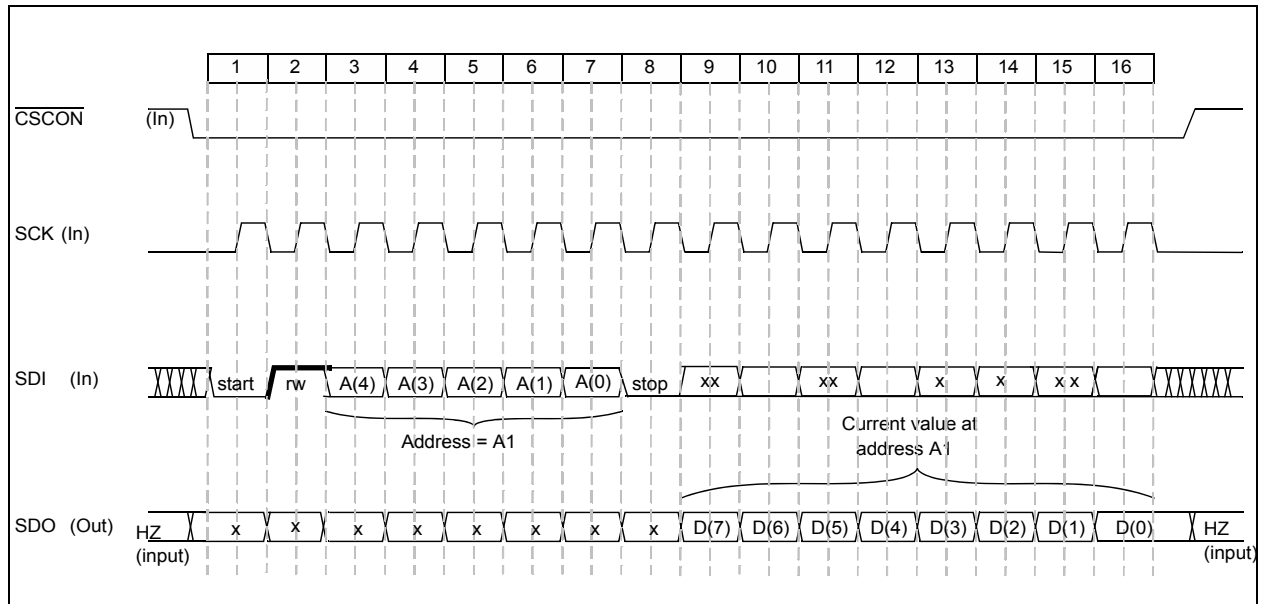 1 2 3 4 5 6 7 8 9 10 11 12 13 14 15 16
CSCON (In)
SCK (In)
SDI (In) start rw A(4) A(3) A(2) A(1) A(0) stop xx xx x x x x
Address = A1
Current value at
address A1
SDO (Out) HZ x x x x x x x x D(7) D(6) D(5) D(4) D(3) D(2) D(1) D(0) HZ
(input) (input)